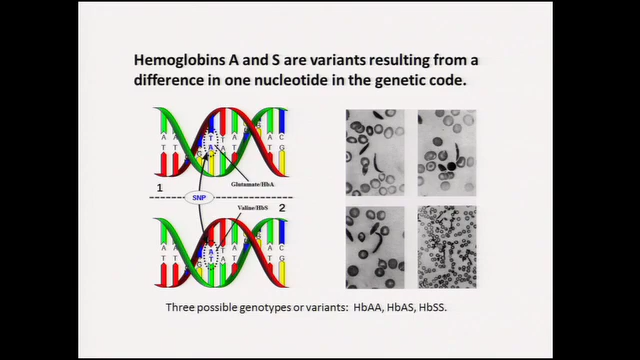 Hemoglobins A and S are variants resulting from a
difference in one nucleotide in the genetic code.
A A T A T A C
T T A T T G
1
Glutamate/HbA
SNP
Valine/HbS
2
A A A T A A C
T T T A T T G
Three possible genotypes or variants: HbAA, HbAS, HbSS.